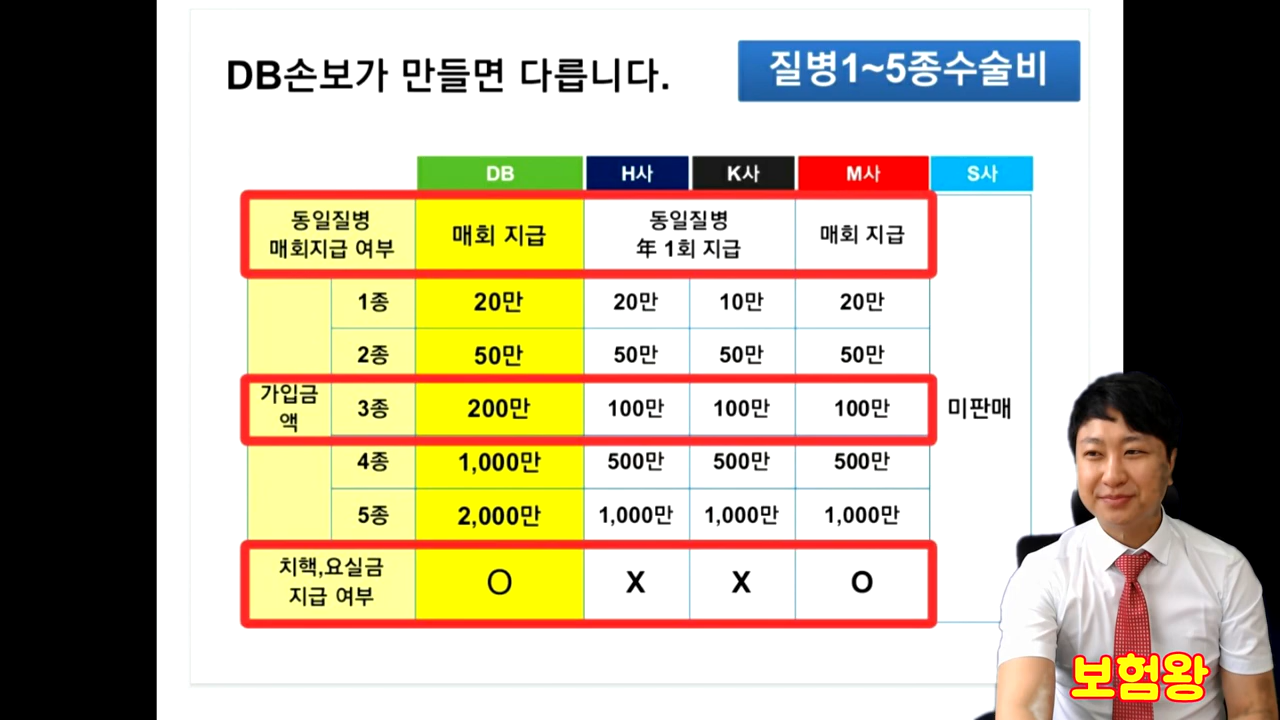 DB손보가 만들면 다릅니다.
질병1~5종수술비
DB H사 K사 M사 S사
동일질병
매회지급 여부
매회 지급
동일질병
年 1회 지급
매회 지급
가입금
액
1종 20만 20만 10만 20만
2종 50만 50만 50만 50만
3종 200만 100만 100만 100만
미판매
4종 1,000만 500만 500만 500만
5종 2,000만 1,000만 1,000만 1,000만
치핵,요실금
지급 여부
O X X O
보험왕